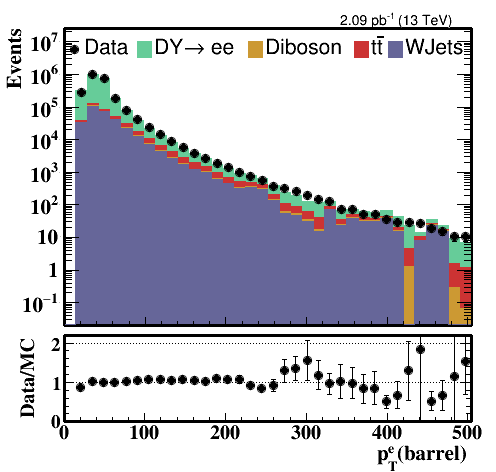 2.09 pb⁻¹ (13 TeV)
Events
Data DY→ ee Diboson tt̄ WJets
10⁷
10⁶
10⁵
10⁴
10³
10²
10
1
10⁻¹
Data/MC
2
1
0
0 100 200 300 400 500
pᵉ_T (barrel)